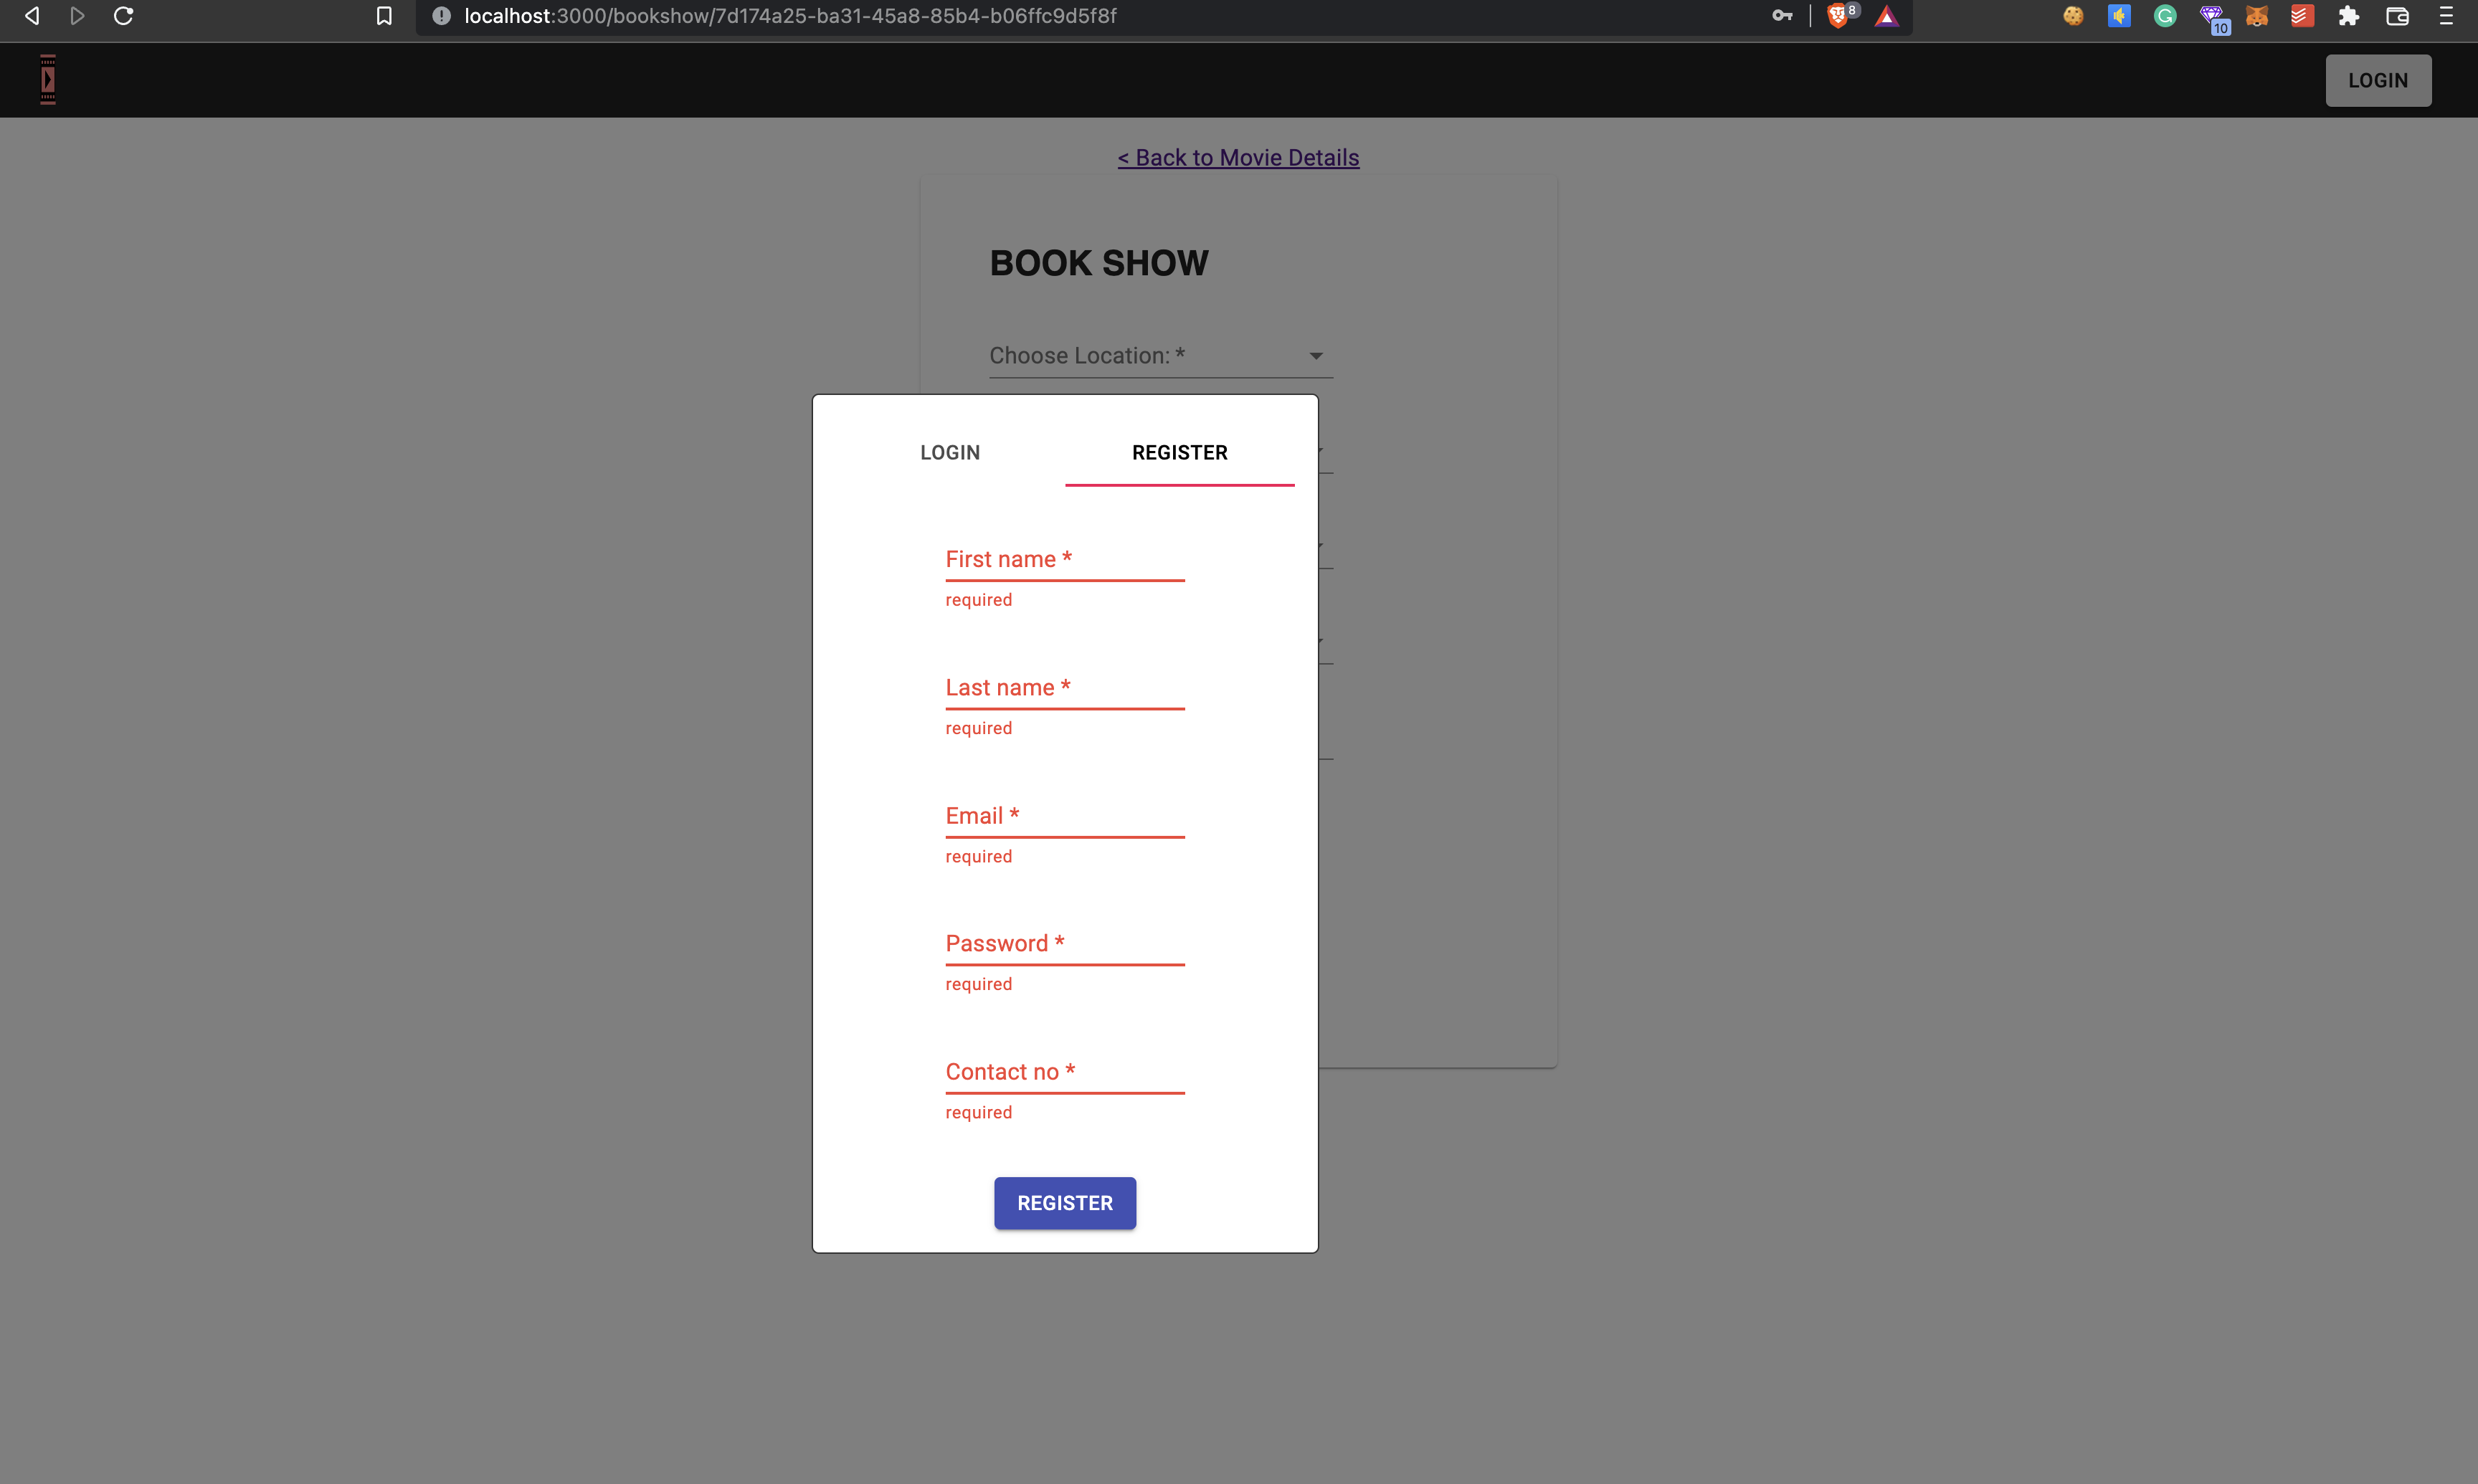 localhost:3000/bookshow/7d174a25-ba31-45a8-85b4-b06ffc9d5f8f
8
10
LOGIN
< Back to Movie Details
BOOK SHOW
Choose Location: *
LOGIN
REGISTER
First name *
required
Last name *
required
Email *
required
Password *
required
Contact no *
required
REGISTER